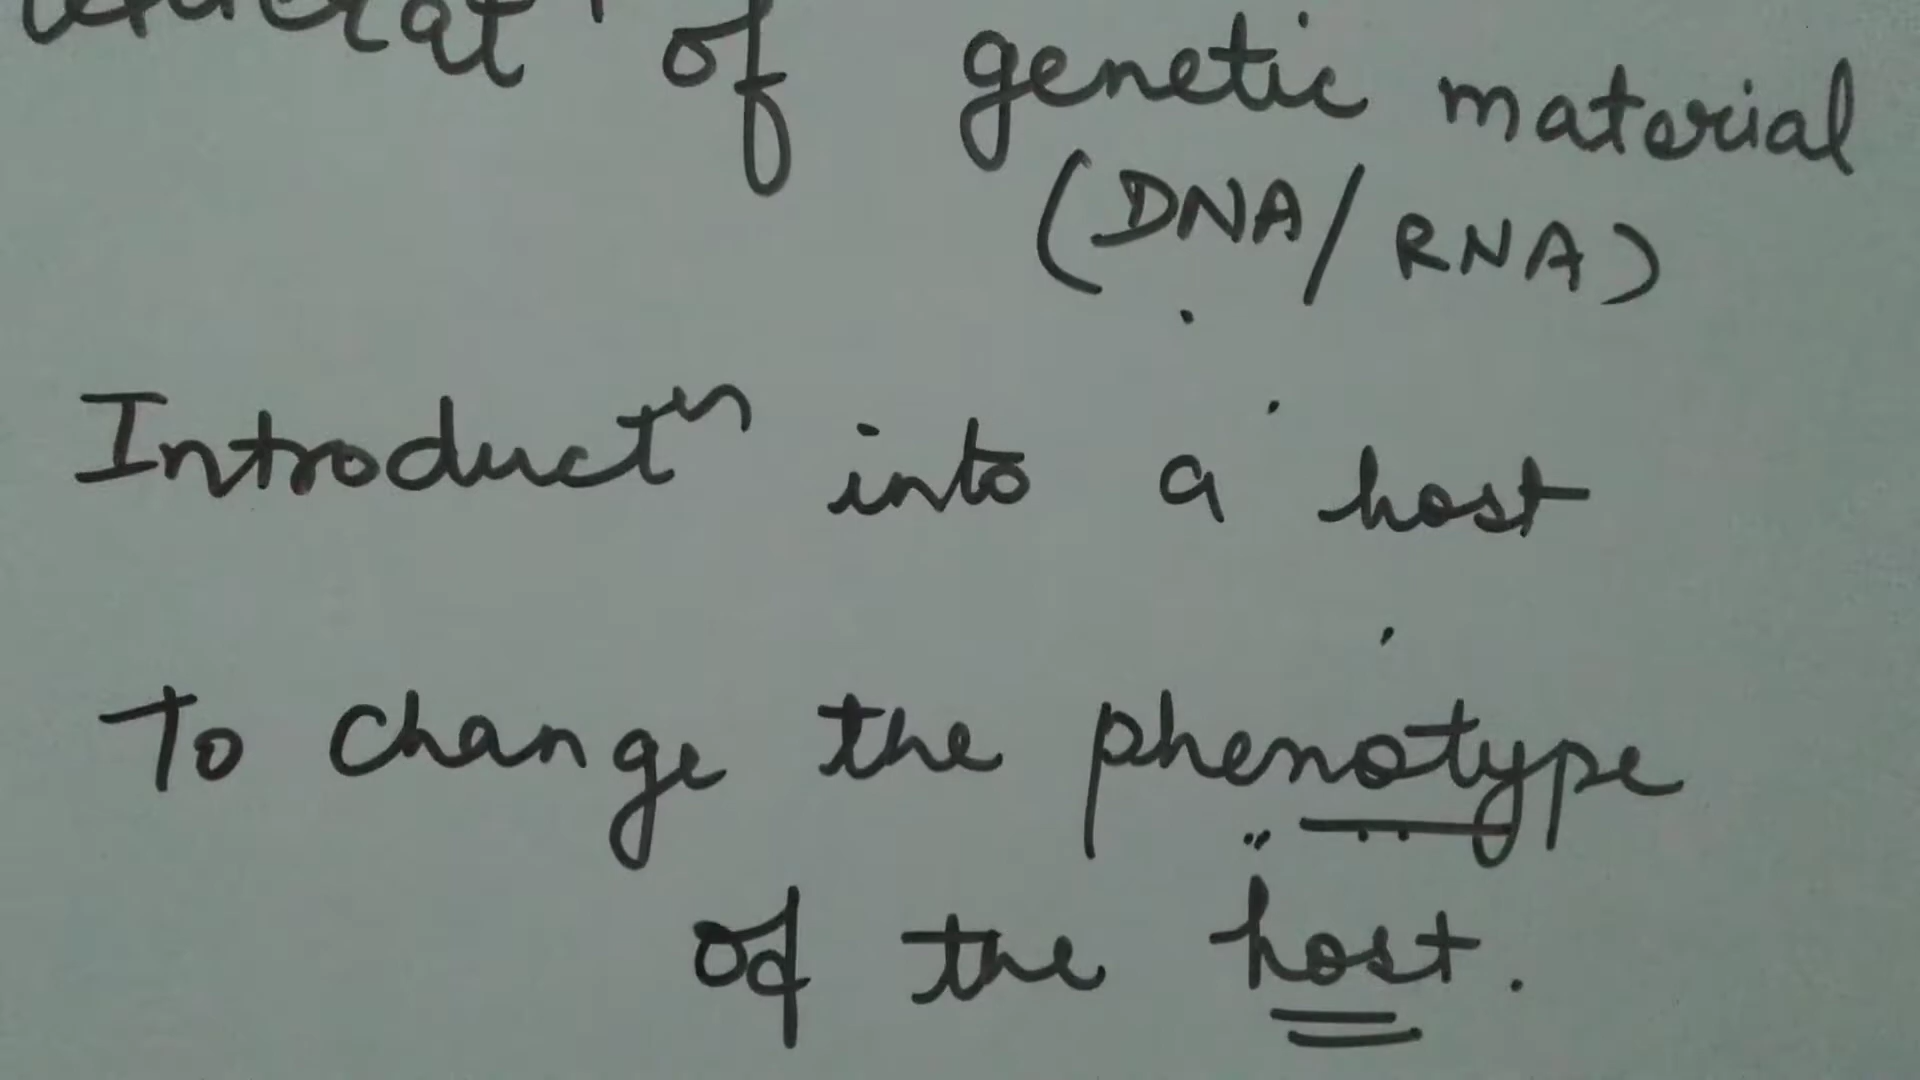 of genetic material
(DNA/RNA)
Introductⁿ into a host
To change the phenotype
of the host.